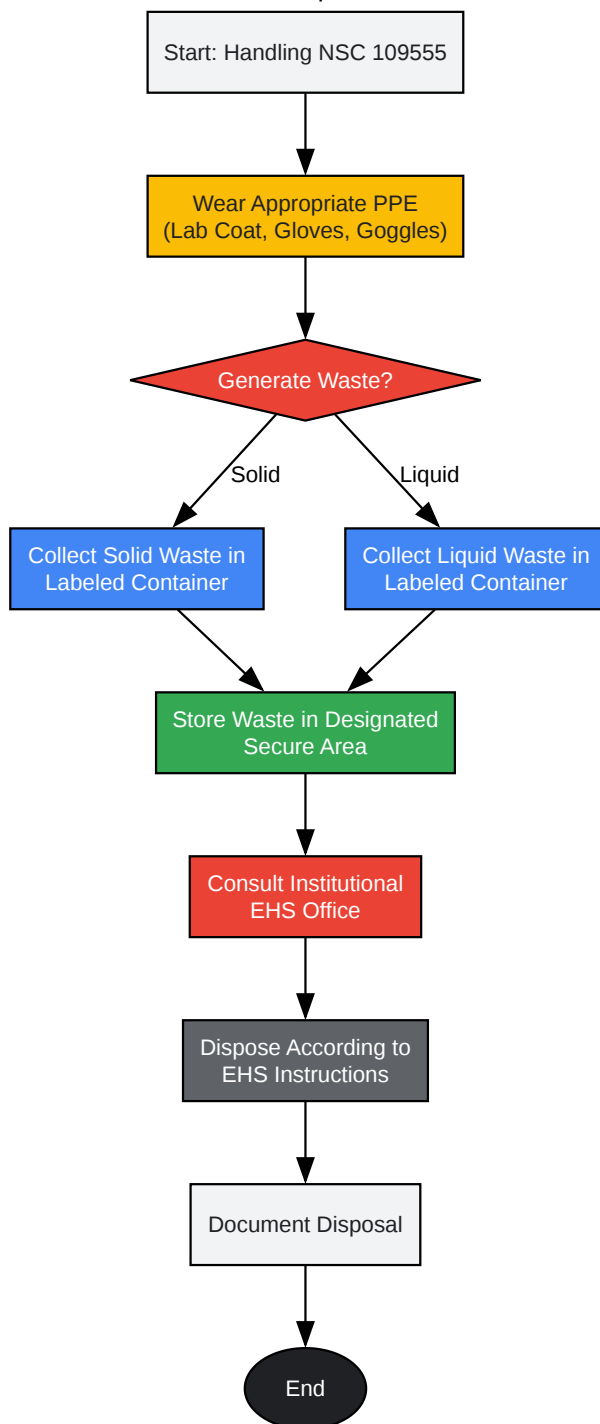 Start: Handling NSC 109555
Wear Appropriate PPE
(Lab Coat, Gloves, Goggles)
Generate Waste?
Solid
Liquid
Collect Solid Waste in
Labeled Container
Collect Liquid Waste in
Labeled Container
Store Waste in Designated
Secure Area
Consult Institutional
EHS Office
Dispose According to
EHS Instructions
Document Disposal
End